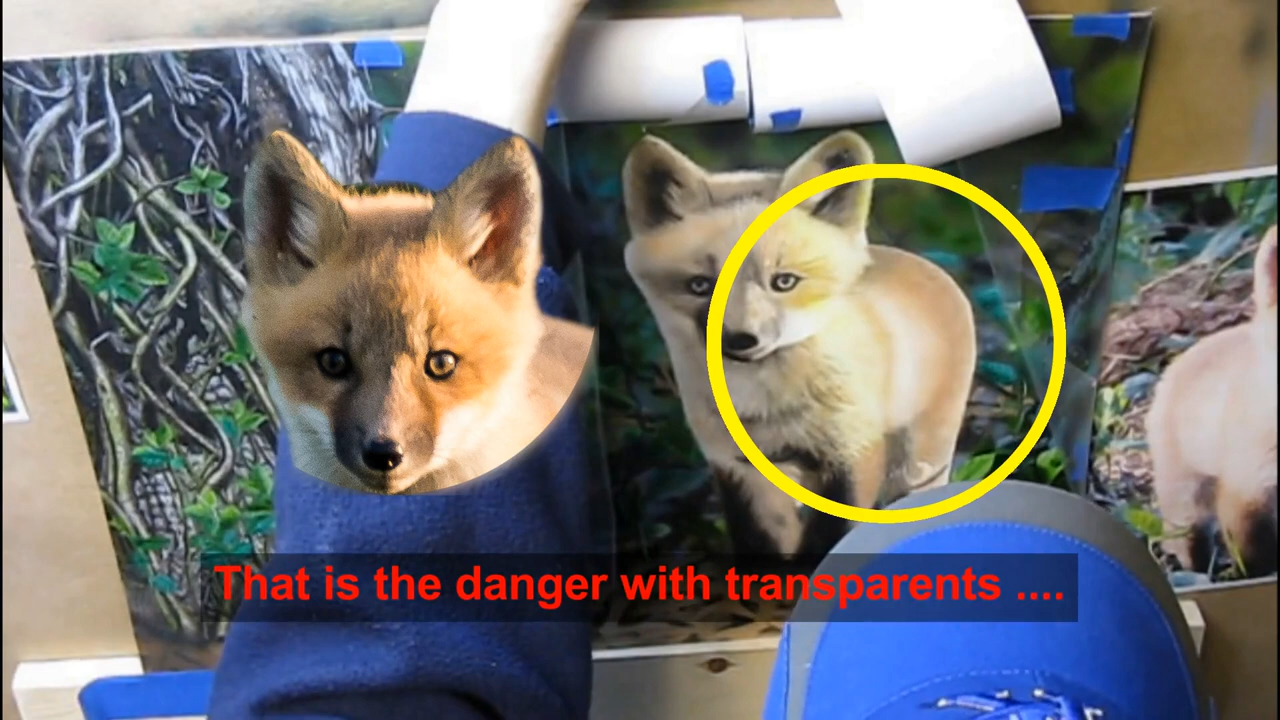 That is the danger with transparents ....